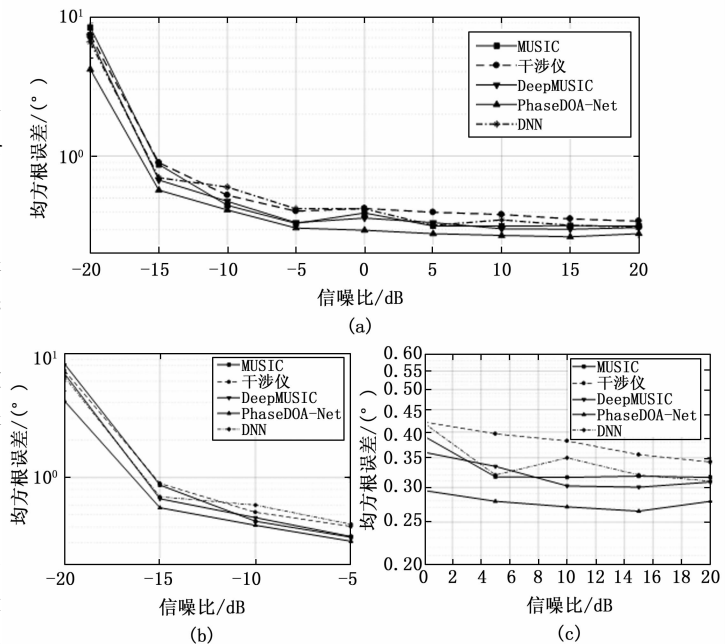 10¹
10⁰
均方根误差/(°)
MUSIC
干涉仪
DeepMUSIC
PhaseDOA-Net
DNN
-20 -15 -10 -5 0 5 10 15 20
信噪比/dB
(a)
10¹
10⁰
均方根误差/(°)
MUSIC
干涉仪
DeepMUSIC
PhaseDOA-Net
DNN
-20 -15 -10 -5
信噪比/dB
(b)
0.60
0.55
0.50
0.45
0.40
0.35
0.30
0.25
0.20
均方根误差/(°)
MUSIC
干涉仪
DeepMUSIC
PhaseDOA-Net
DNN
0 2 4 6 8 10 12 14 16 18 20
信噪比/dB
(c)